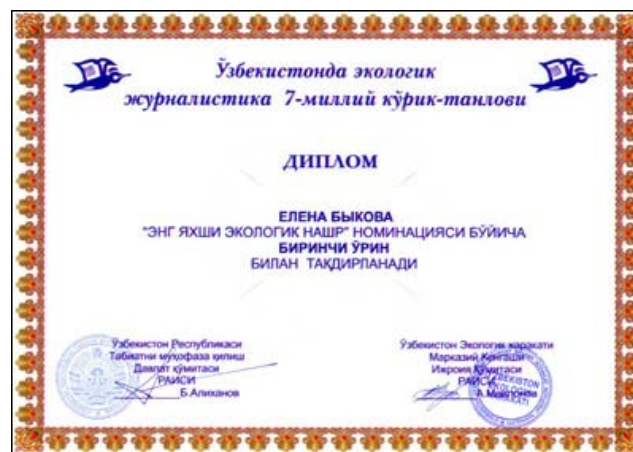 Ўзбекистонда экологик
журналистика 7-миллий кўрик-танлови
ДИПЛОМ
ЕЛЕНА БЫКОВА
"ЭНГ ЯХШИ ЭКОЛОГИК НАШР" НОМИНАЦИЯСИ БЎЙИЧА
БИРИНЧИ ЎРИН
БИЛАН ТАҚДИРЛАНАДИ
Ўзбекистон Республикаси
Табиатни муҳофаза қилиш
Давлат қўмитаси
РАИСИ
Б.Алиханов
Ўзбекистон Экологик ҳаракати
Марказий Кенгаши
Ижроия Қўмитаси
РАИСИ
UZBEKISTON